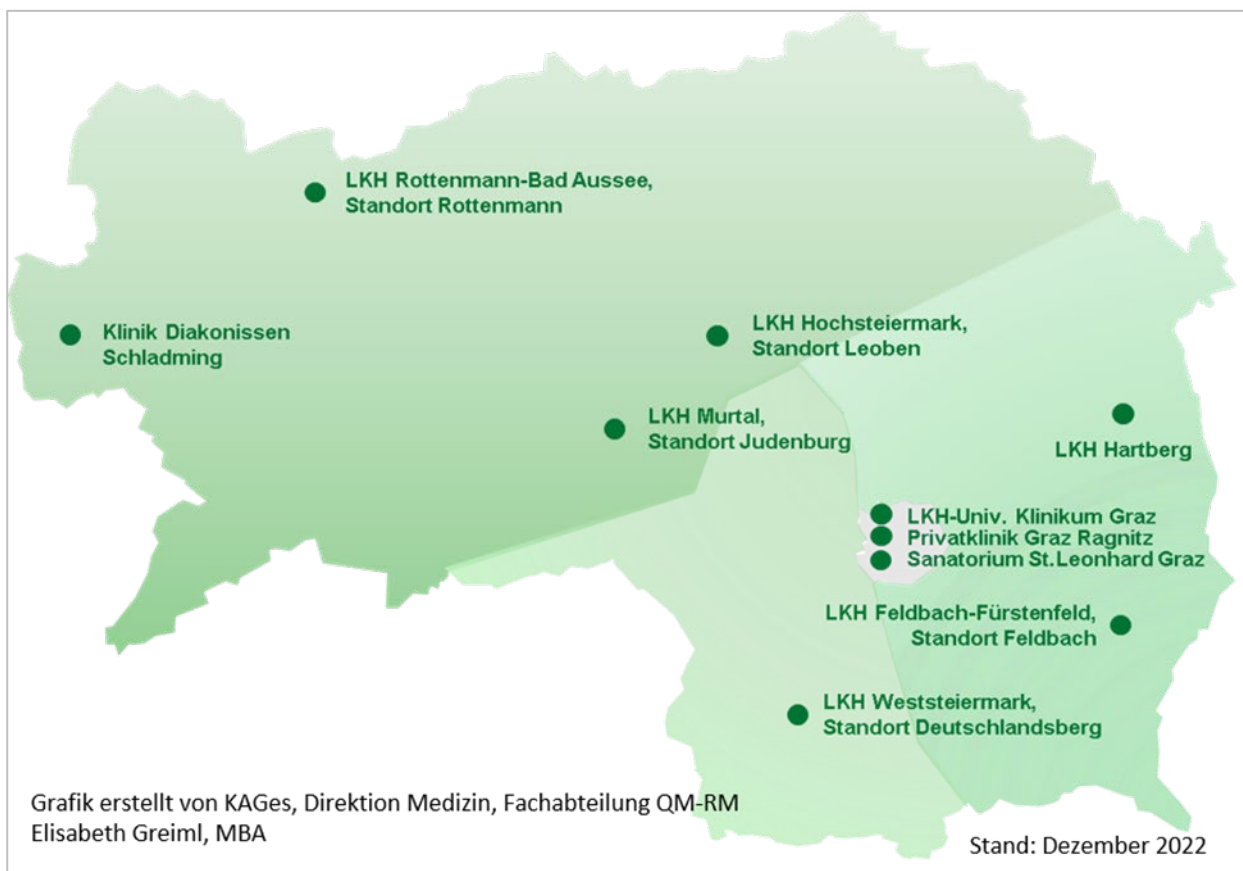 LKH Rottenmann-Bad Aussee,
Standort Rottenmann
Klinik Diakonissen
Schladming
LKH Hochsteiermark,
Standort Leoben
LKH Murtal,
Standort Judenburg
LKH Hartberg
LKH-Univ. Klinikum Graz
Privatklinik Graz Ragnitz
Sanatorium St.Leonhard Graz
LKH Feldbach-Fürstenfeld,
Standort Feldbach
LKH Weststeiermark,
Standort Deutschlandsberg
Grafik erstellt von KAGes, Direktion Medizin, Fachabteilung QM-RM
Elisabeth Greiml, MBA
Stand: Dezember 2022